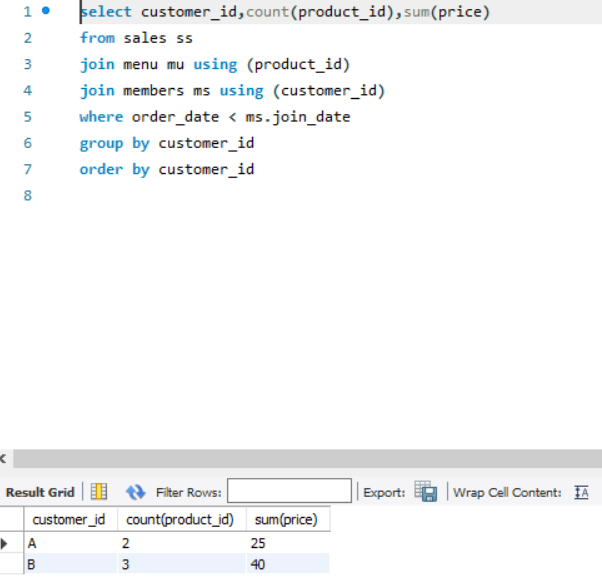 1 select customer_id,count(product_id),sum(price)
2 from sales ss
3 join menu mu using (product_id)
4 join members ms using (customer_id)
5 where order_date < ms.join_date
6 group by customer_id
7 order by customer_id
8
Result Grid Filter Rows: Export: Wrap Cell Content: IA
customer_id count(product_id) sum(price)
A 2 25
B 3 40